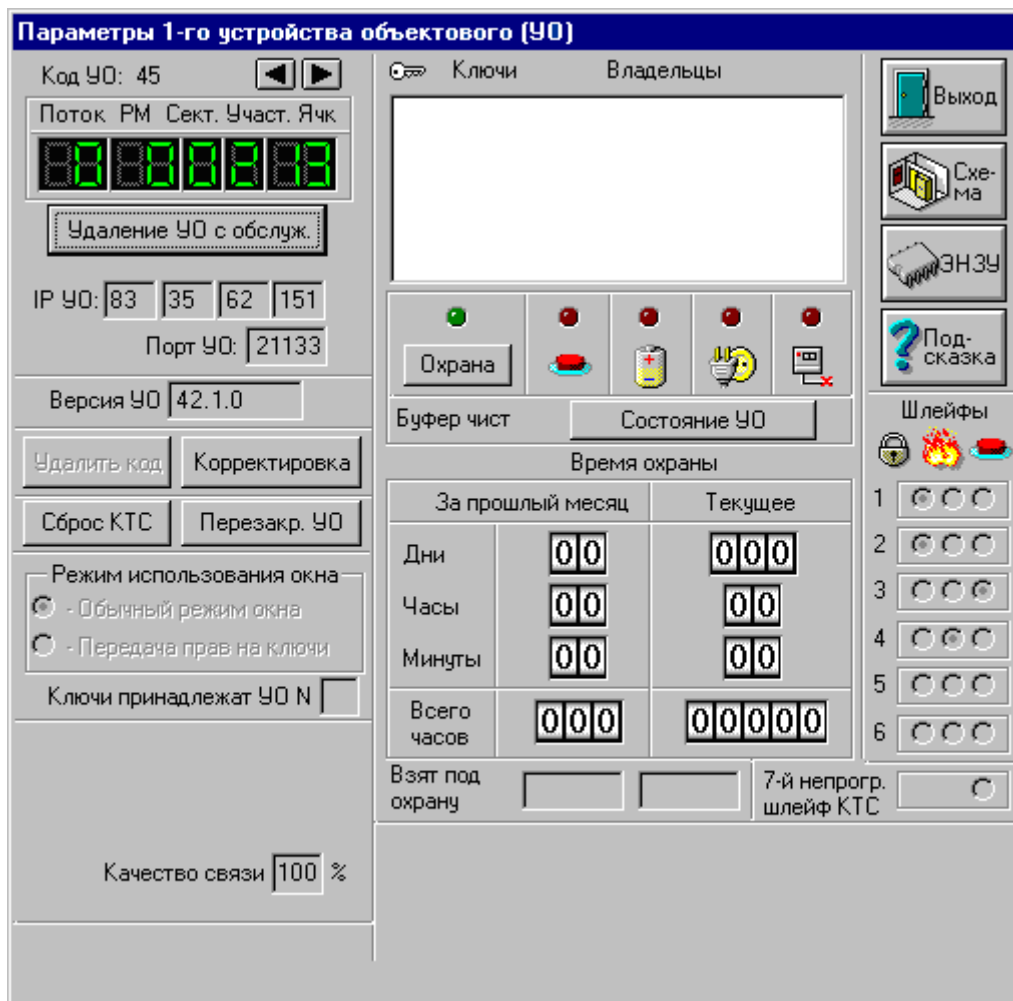 Параметры 1-го устройства объектового (УО)
Код УО: 45
Поток РМ Сект. Участ. Ячк
0 0 0 2 13
Удаление УО с обслуж.
IP УО: 83 35 62 151
Порт УО: 21133
Версия УО 42.1.0
Удалить код Корректировка
Сброс КТС Перезакр. УО
Режим использования окна
- Обычный режим окна
- Передача прав на ключи
Ключи принадлежат УО N
Качество связи 100 %
Ключи Владельцы
Охрана
Буфер чист Состояние УО
Время охраны
За прошлый месяц Текущее
Дни 00 000
Часы 00 00
Минуты 00 00
Всего
часов 000 00000
Взят под
охрану
7-й непрогр.
шлейф КТС
Выход
Схе-
ма
ЭНЗУ
Под-
сказка
Шлейфы
1
2
3
4
5
6